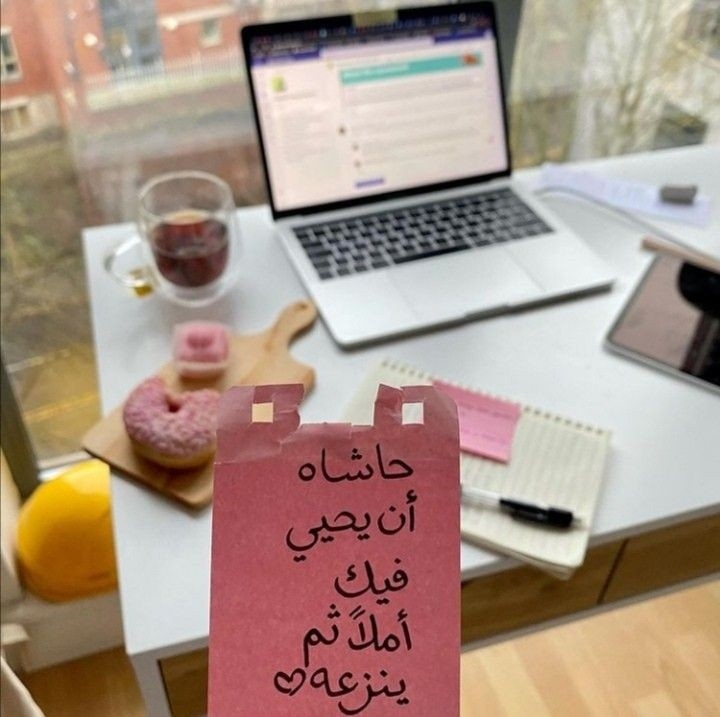 حاشاه
أن يحيي
فيك
أملاً ثم
ينزعه♡